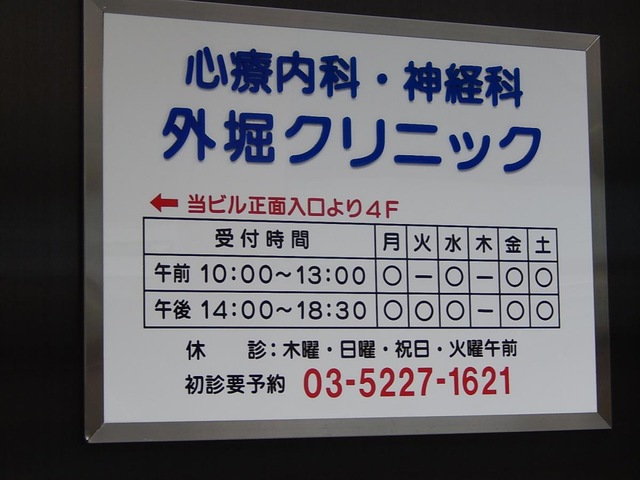 心療内科・神経科
外堀クリニック
← 当ビル正面入口より4F
受付時間 月 火 水 木 金 土
午前 10:00～13:00 ○ － ○ － ○ ○
午後 14:00～18:30 ○ ○ ○ － ○ ○
休 診：木曜・日曜・祝日・火曜午前
初診要予約 03-5227-1621